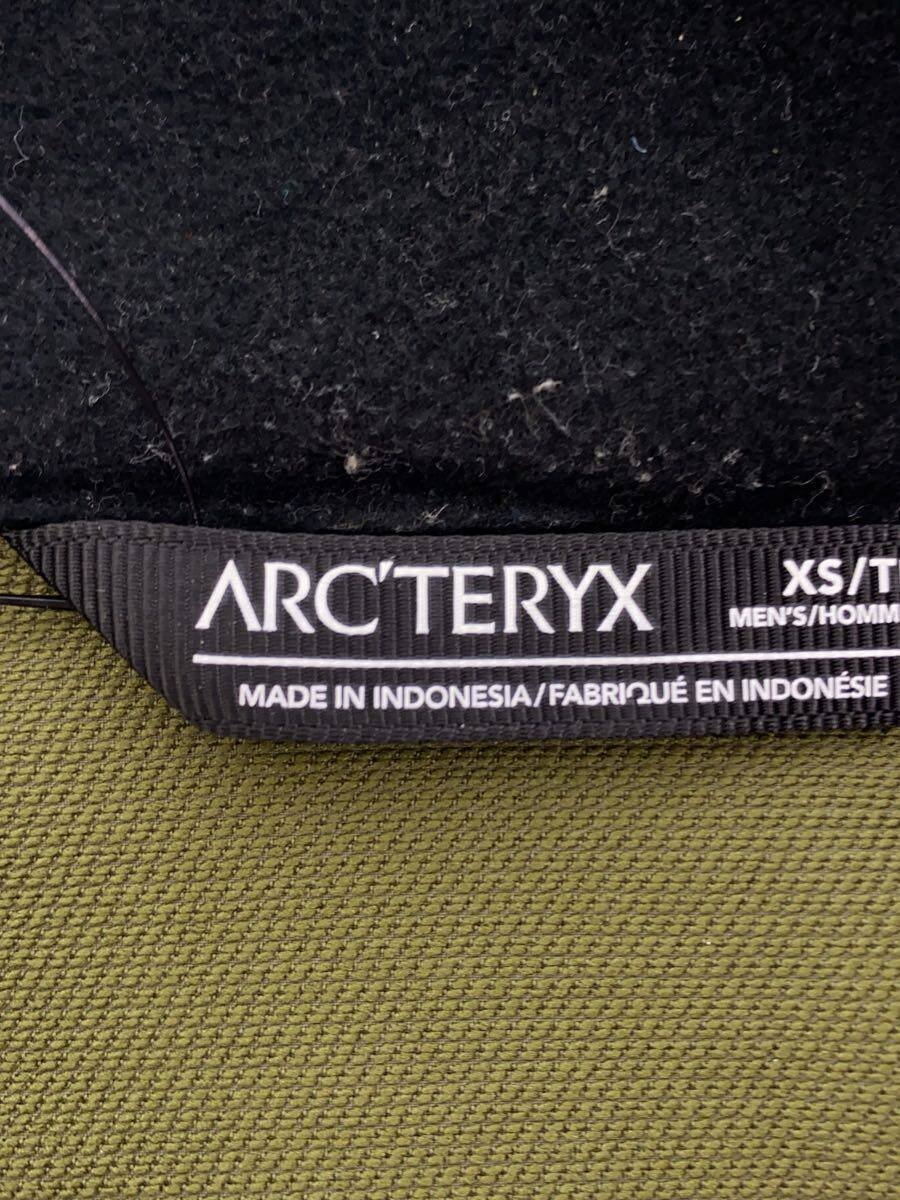 ARC'TERYX
XS/T
MEN'S/HOMM
MADE IN INDONESIA/FABRIQUÉ EN INDONÉSIE